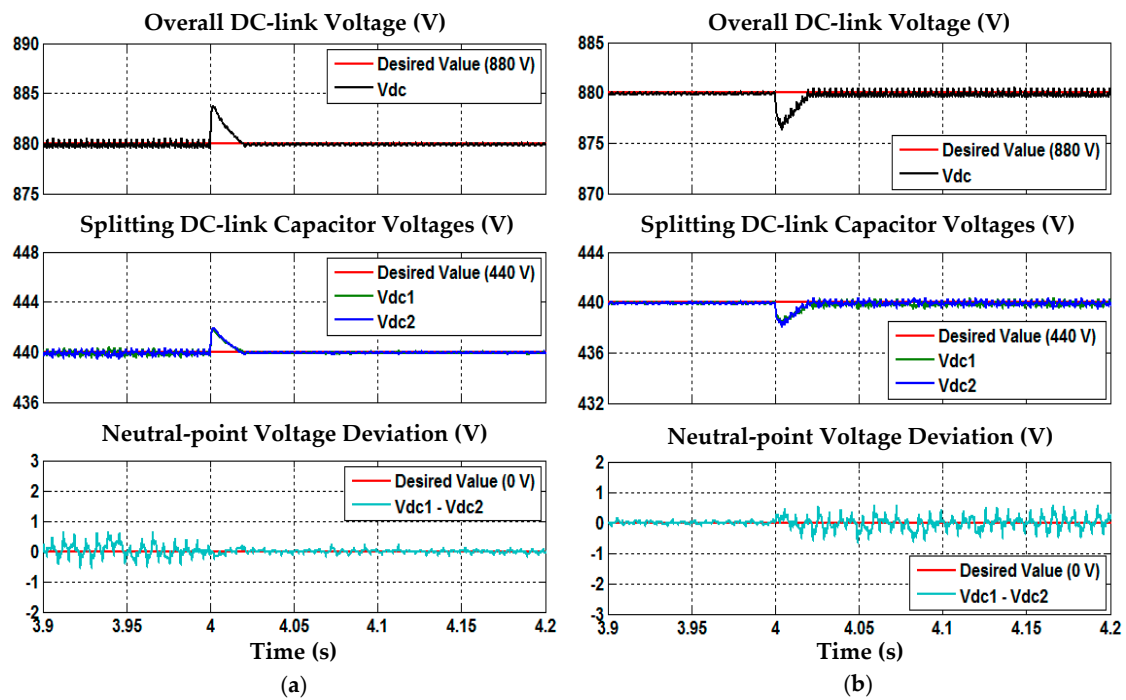 Overall DC-link Voltage (V)
890
885
880
875
Desired Value (880 V)
Vdc
Splitting DC-link Capacitor Voltages (V)
448
444
440
436
Desired Value (440 V)
Vdc1
Vdc2
Neutral-point Voltage Deviation (V)
3
2
1
0
-1
-2
Desired Value (0 V)
Vdc1 - Vdc2
3.9 3.95 4 4.05 4.1 4.15 4.2
Time (s)
(a)
Overall DC-link Voltage (V)
885
880
875
870
Desired Value (880 V)
Vdc
Splitting DC-link Capacitor Voltages (V)
444
440
436
432
Desired Value (440 V)
Vdc1
Vdc2
Neutral-point Voltage Deviation (V)
2
1
0
-1
-2
-3
Desired Value (0 V)
Vdc1 - Vdc2
3.9 3.95 4 4.05 4.1 4.15 4.2
Time (s)
(b)